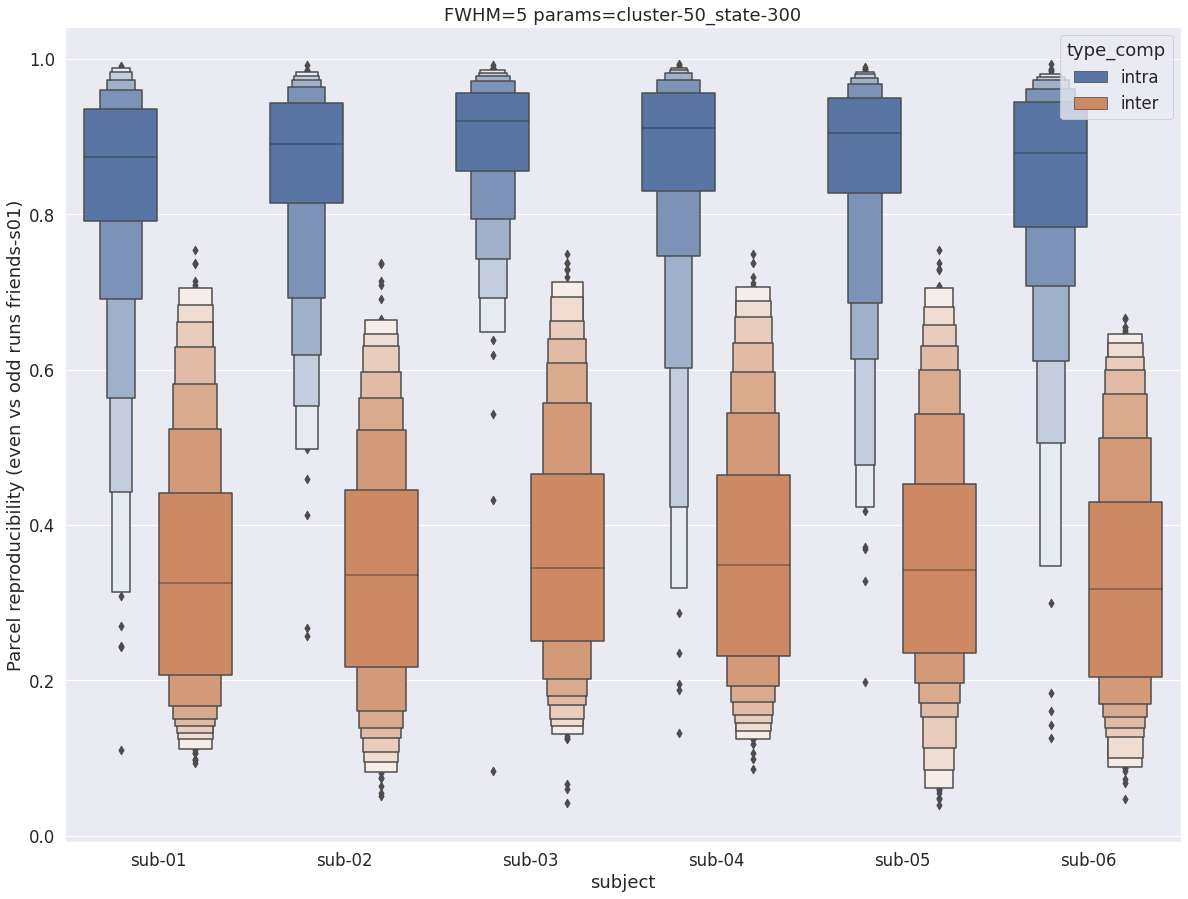 FWHM=5 params=cluster-50_state-300
type_comp
intra
inter
Parcel reproducibility (even vs odd runs friends-s01)
1.0
0.8
0.6
0.4
0.2
0.0
sub-01 sub-02 sub-03 sub-04 sub-05 sub-06
subject